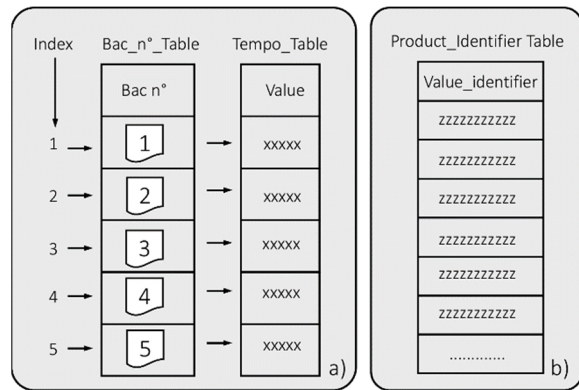 Index Bac_n°_Table Tempo_Table
Bac n° Value
1 1 xxxxx
2 2 xxxxx
3 3 xxxxx
4 4 xxxxx
5 5 xxxxx
a)
Product_Identifier Table
Value_identifier
zzzzzzzzzzz
zzzzzzzzzzz
zzzzzzzzzzz
zzzzzzzzzzz
zzzzzzzzzzz
zzzzzzzzzzz
.............
b)